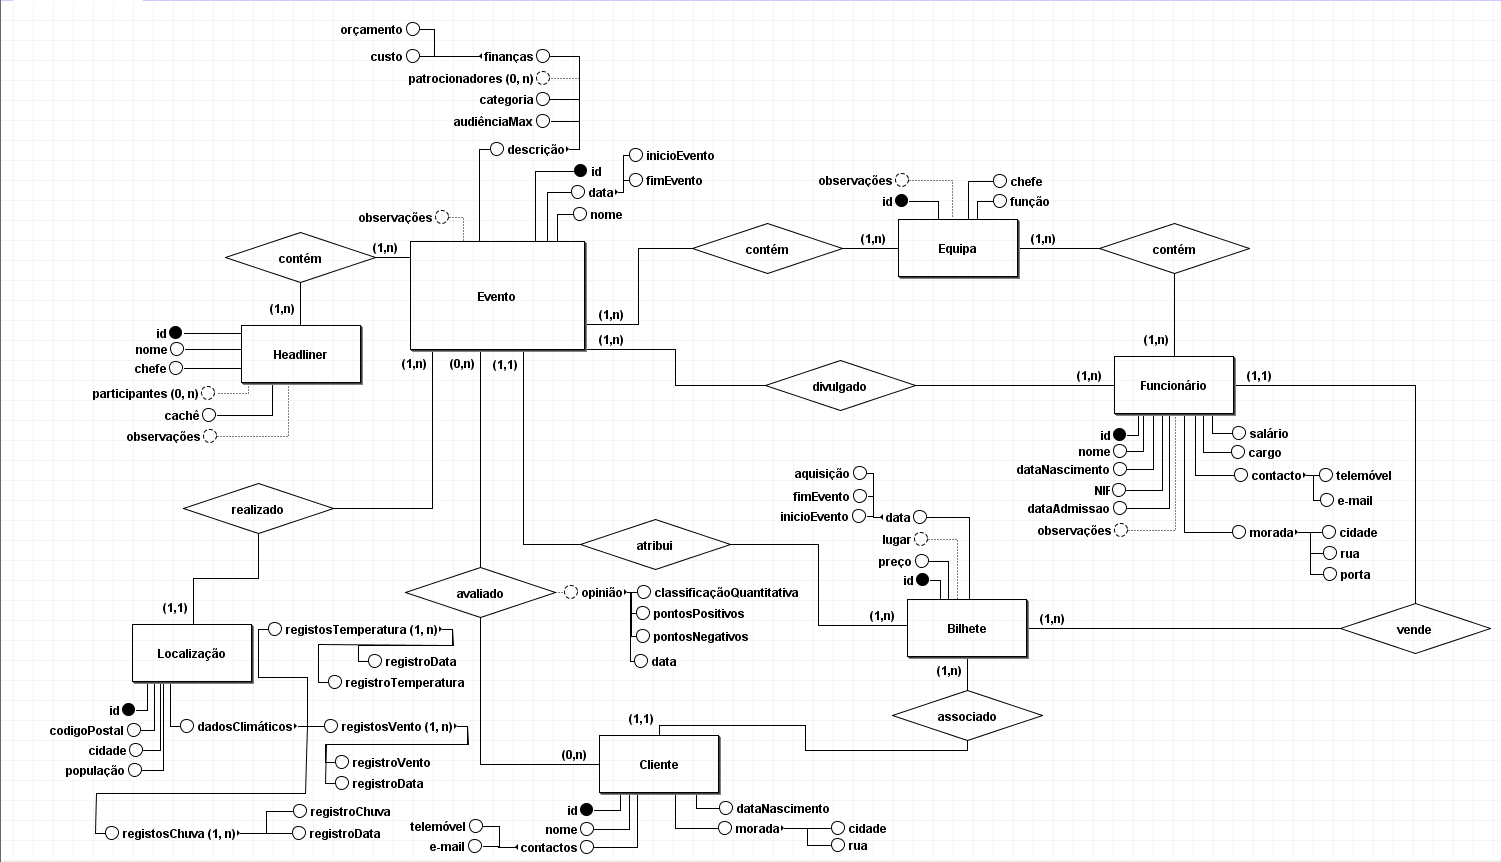 orçamento
custo
finanças
patrocionadores (0, n)
categoria
audiênciaMax
descrição
id
data
inicioEvento
fimEvento
nome
observações
Evento
(1,n)
contém
(1,n)
id
nome
chefe
participantes (0, n)
caché
observações
Headliner
(1,n)
contém
(1,n)
observações
id
chefe
função
Equipa
(1,n)
contém
(1,n)
(1,n)
divulgado
(1,n)
Funcionário
(1,1)
id
nome
dataNascimento
NIF
dataAdmissao
observações
salário
cargo
contacto
telemóvel
e-mail
morada
cidade
rua
porta
(1,n)
(0,n)
(1,1)
realizado
(1,1)
Localização
id
codigoPostal
cidade
população
dadosClimáticos
registosTemperatura (1, n)
registroData
registroTemperatura
registosVento (1, n)
registroVento
registroData
registosChuva (1, n)
registroChuva
registroData
avaliado
opinião
classificaçãoQuantitativa
pontosPositivos
pontosNegativos
data
atribui
(1,n)
aquisição
fimEvento
inicioEvento
data
lugar
preço
id
Bilhete
(1,n)
vende
(1,n)
associado
(1,1)
(0,n)
Cliente
id
nome
contactos
telemóvel
e-mail
dataNascimento
morada
cidade
rua